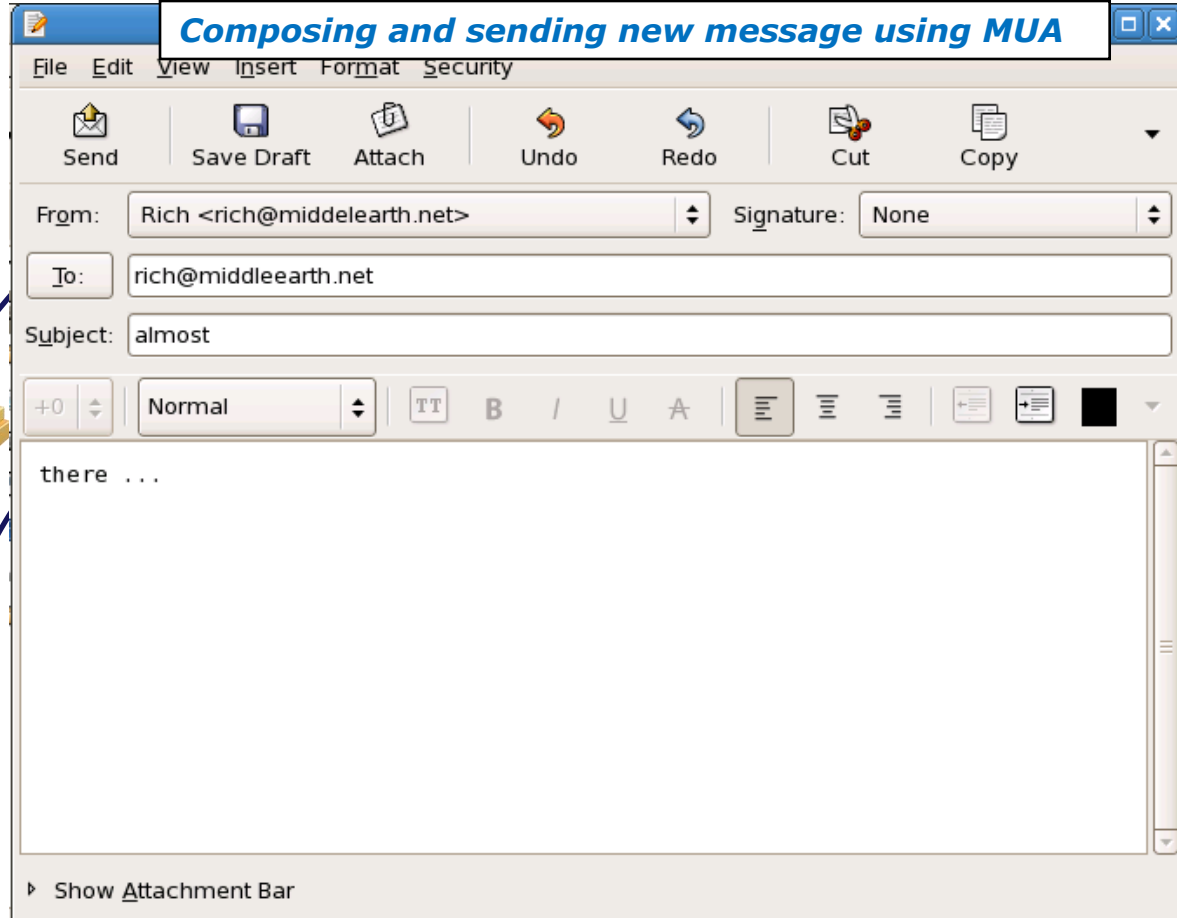 Composing and sending new message using MUA
File Edit View Insert Format Security
Send Save Draft Attach Undo Redo Cut Copy
From: Rich <rich@middelearth.net> Signature: None
To: rich@middleearth.net
Subject: almost
+0 Normal TT B I U A
there ...
Show Attachment Bar